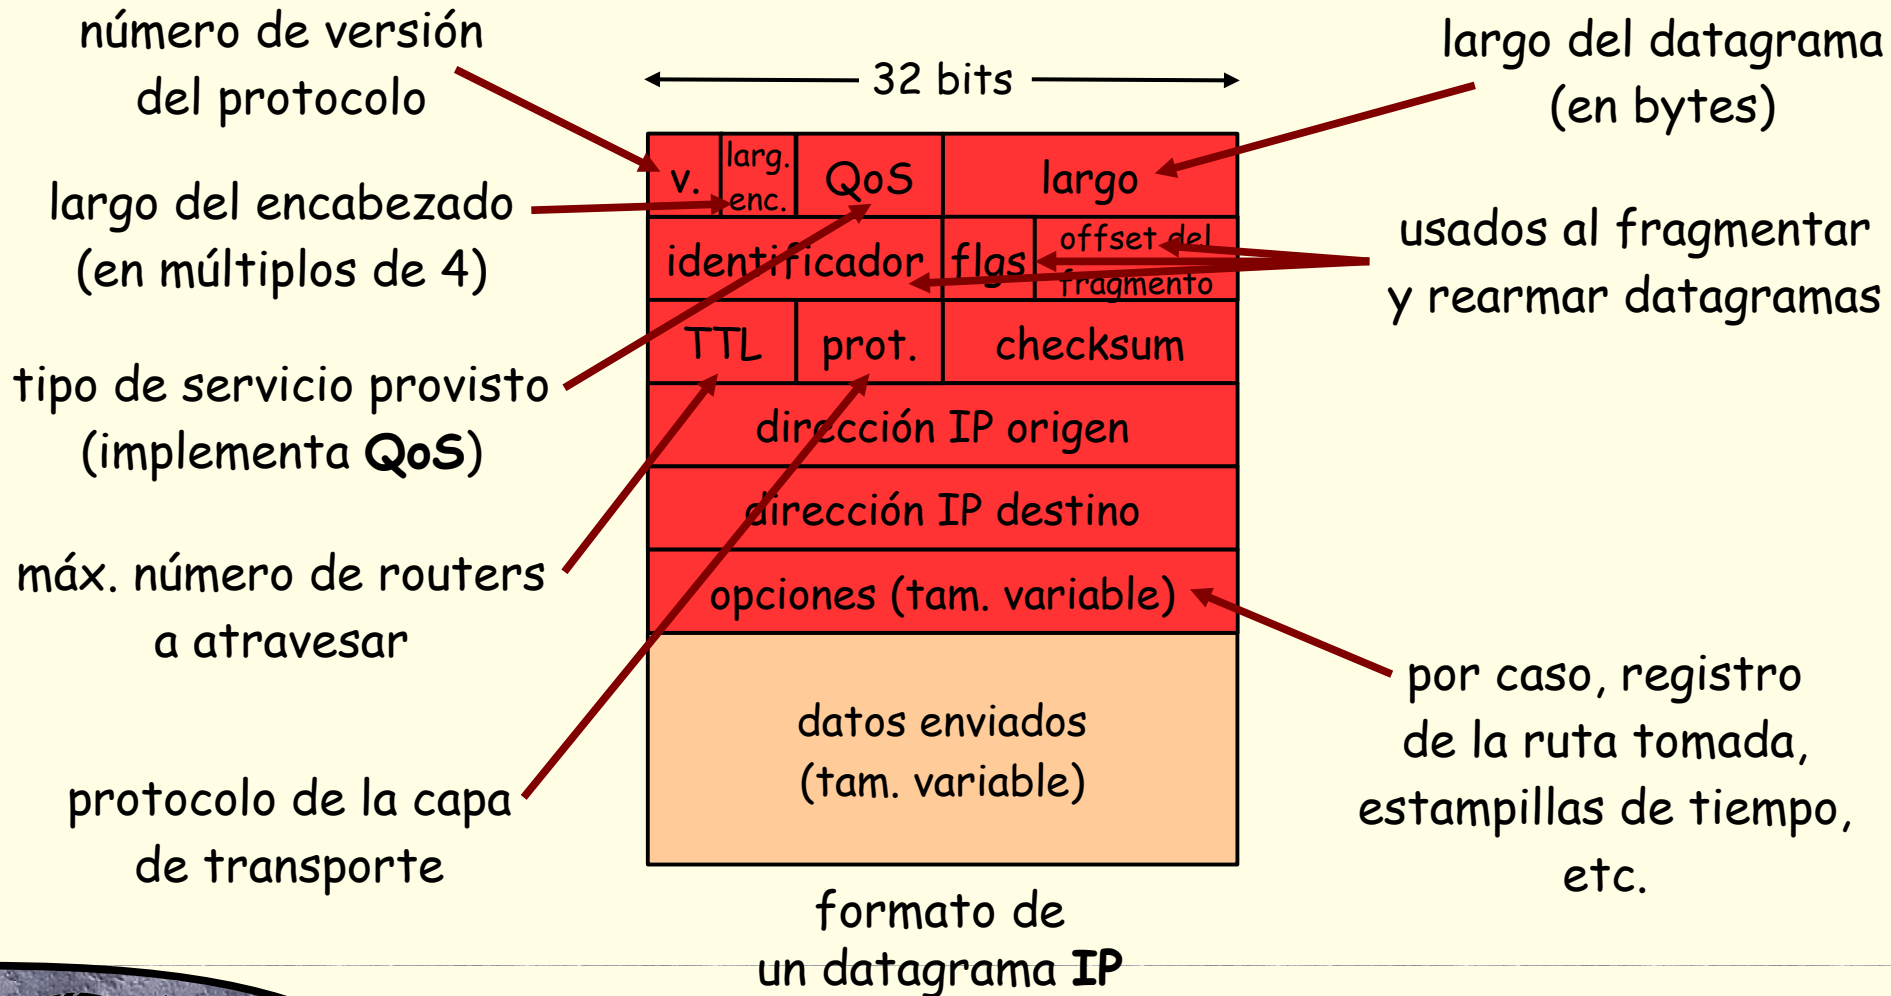 número de versión
del protocolo
largo del encabezado
(en múltiplos de 4)
tipo de servicio provisto
(implementa QoS)
máx. número de routers
a atravesar
protocolo de la capa
de transporte
32 bits
v.
larg.
enc.
QoS
largo
identificador
flgs
offset del
fragmento
TTL
prot.
checksum
dirección IP origen
dirección IP destino
opciones (tam. variable)
datos enviados
(tam. variable)
formato de
un datagrama IP
largo del datagrama
(en bytes)
usados al fragmentar
y rearmar datagramas
por caso, registro
de la ruta tomada,
estampillas de tiempo,
etc.